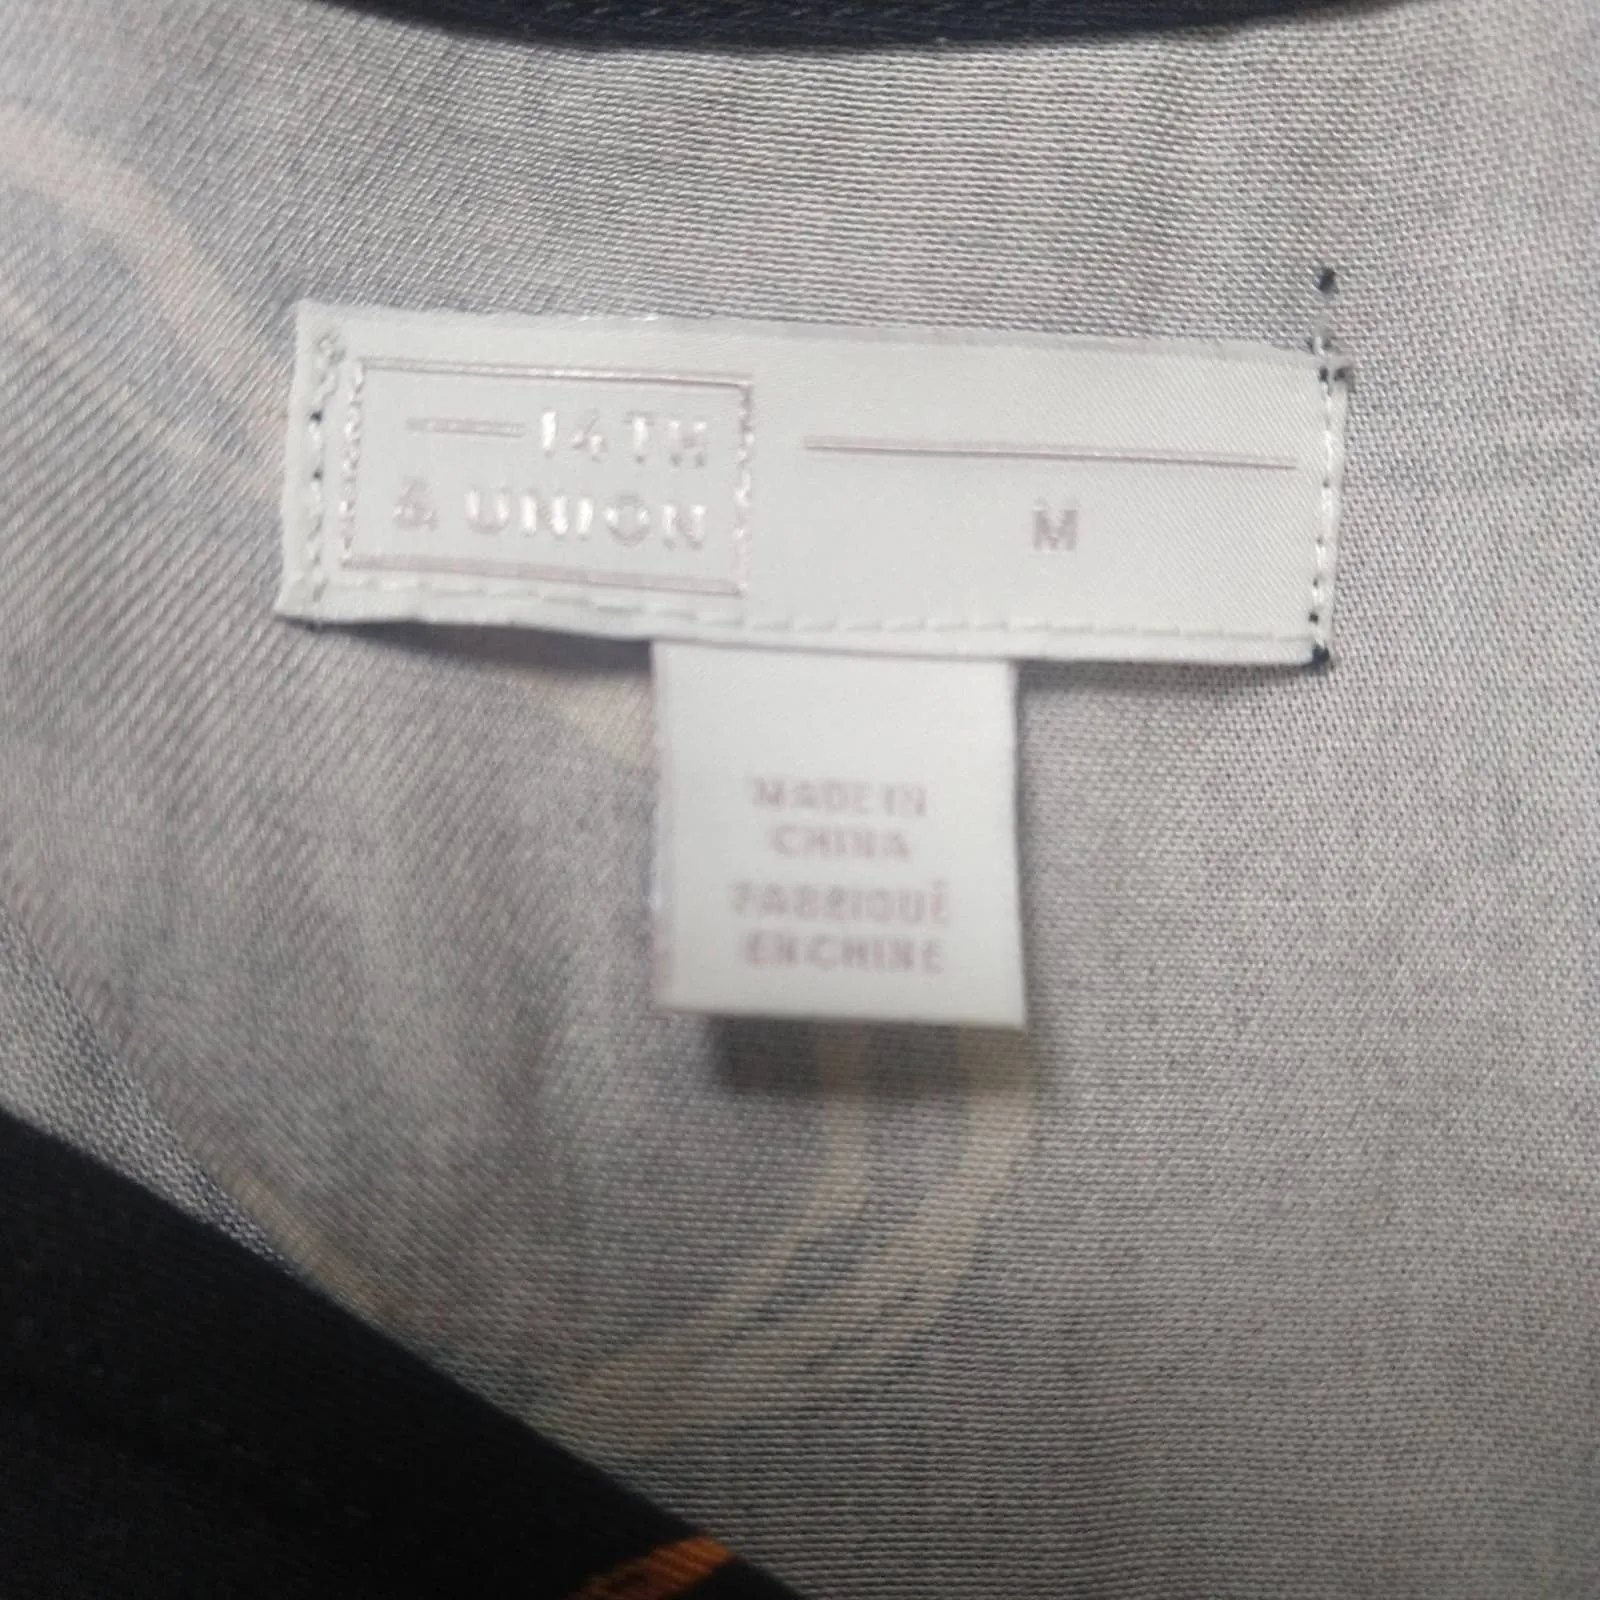 14TH
& UNION
M
MADE IN
CHINA
FABRIQUÉ
EN CHINE